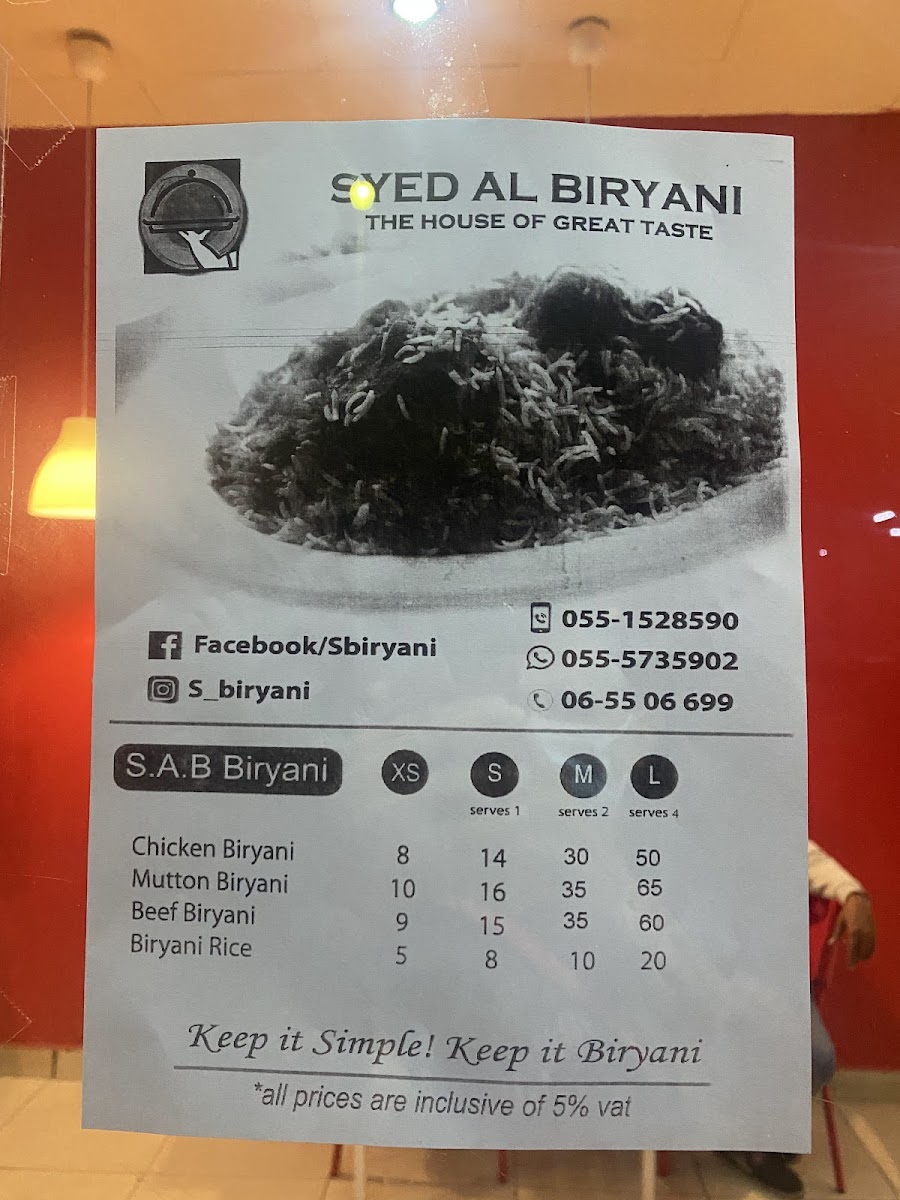 SYED AL BIRYANI
THE HOUSE OF GREAT TASTE
Facebook/Sbiryani
S_biryani
055-1528590
055-5735902
06-55 06 699
S.A.B Biryani XS S M L
serves 1 serves 2 serves 4
Chicken Biryani 8 14 30 50
Mutton Biryani 10 16 35 65
Beef Biryani 9 15 35 60
Biryani Rice 5 8 10 20
Keep it Simple! Keep it Biryani
*all prices are inclusive of 5% vat